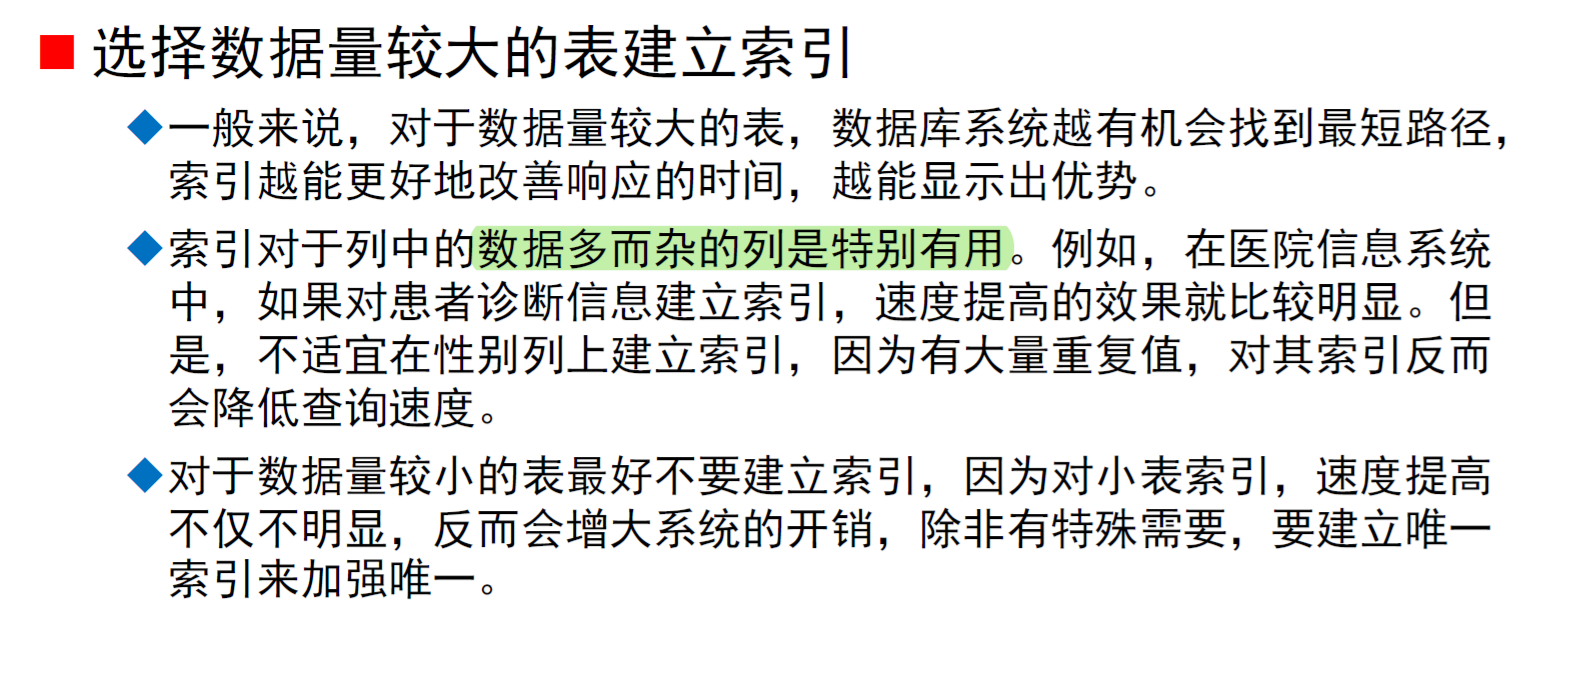 选择数据量较大的表建立索引
一般来说，对于数据量较大的表，数据库系统越有机会找到最短路径，
索引越能更好地改善响应的时间，越能显示出优势。
索引对于列中的数据多而杂的列是特别有用。例如，在医院信息系统
中，如果对患者诊断信息建立索引，速度提高的效果就比较明显。但
是，不适宜在性别列上建立索引，因为有大量重复值，对其索引反而
会降低查询速度。
对于数据量较小的表最好不要建立索引，因为对小表索引，速度提高
不仅不明显，反而会增大系统的开销，除非有特殊需要，要建立唯一
索引来加强唯一。